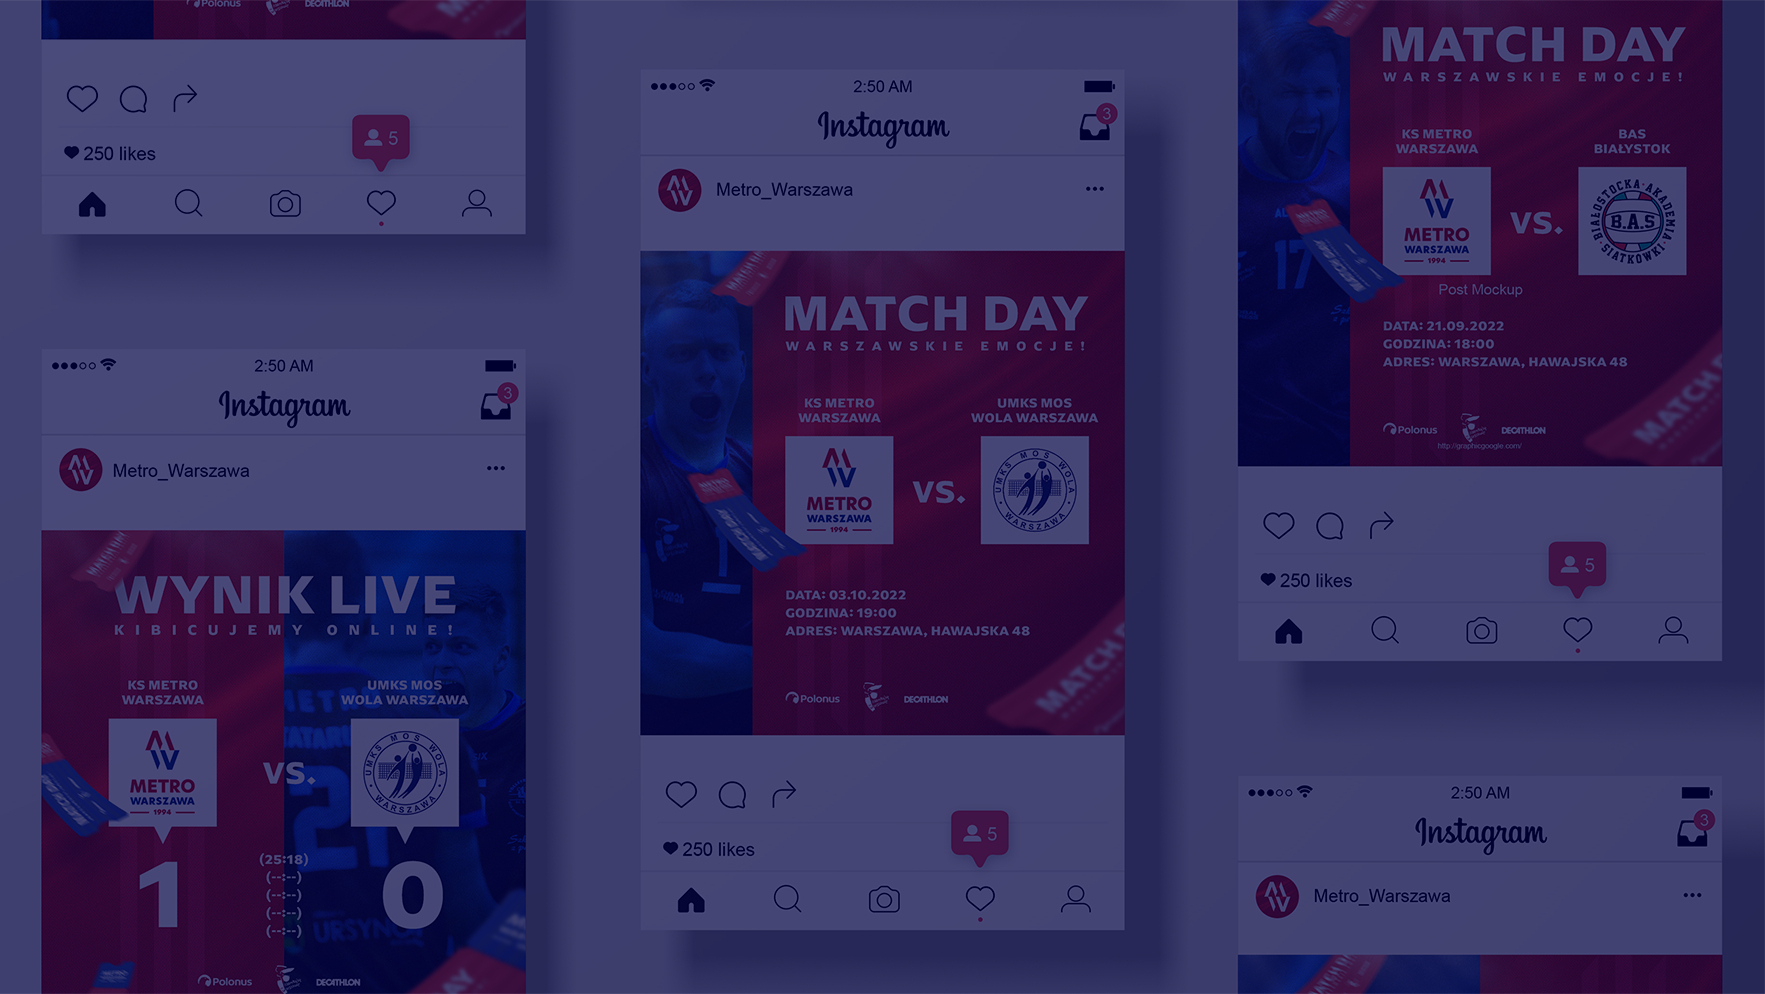 Polonus
DECATHLON
250 likes
5
2:50 AM
Instagram
3
Metro_Warszawa
WYNIK LIVE
KIBICUJEMY ONLINE!
KS METRO
WARSZAWA
UMKS MOS
WOLA WARSZAWA
METRO
WARSZAWA
1994
VS.
UMKS MOS WOLA
WARSZAWA
1
(25:18)
(--:--)
(--:--)
(--:--)
(--:--)
0
URSYNÓ
Polonus
DECATHLON
2:50 AM
Instagram
3
Metro_Warszawa
MATCH DAY
MATCH DAY
WARSZAWSKIE EMOCJE!
KS METRO
WARSZAWA
UMKS MOS
WOLA WARSZAWA
METRO
WARSZAWA
1994
VS.
UMKS MOS WOLA
WARSZAWA
DATA: 03.10.2022
GODZINA: 19:00
ADRES: WARSZAWA, HAWAJSKA 48
MATCH
Polonus
DECATHLON
250 likes
5
MATCH DAY
WARSZAWSKIE EMOCJE!
KS METRO
WARSZAWA
BAS
BIAŁYSTOK
17
METRO
WARSZAWA
1994
VS.
BIAŁOSTOCKA AKADEMIA
B.A.S
SIATKÓWKI
Post Mockup
DATA: 21.09.2022
GODZINA: 18:00
ADRES: WARSZAWA, HAWAJSKA 48
MATCH
Polonus
DECATHLON
http://graphicgoogle.com/
250 likes
5
2:50 AM
Instagram
3
Metro_Warszawa